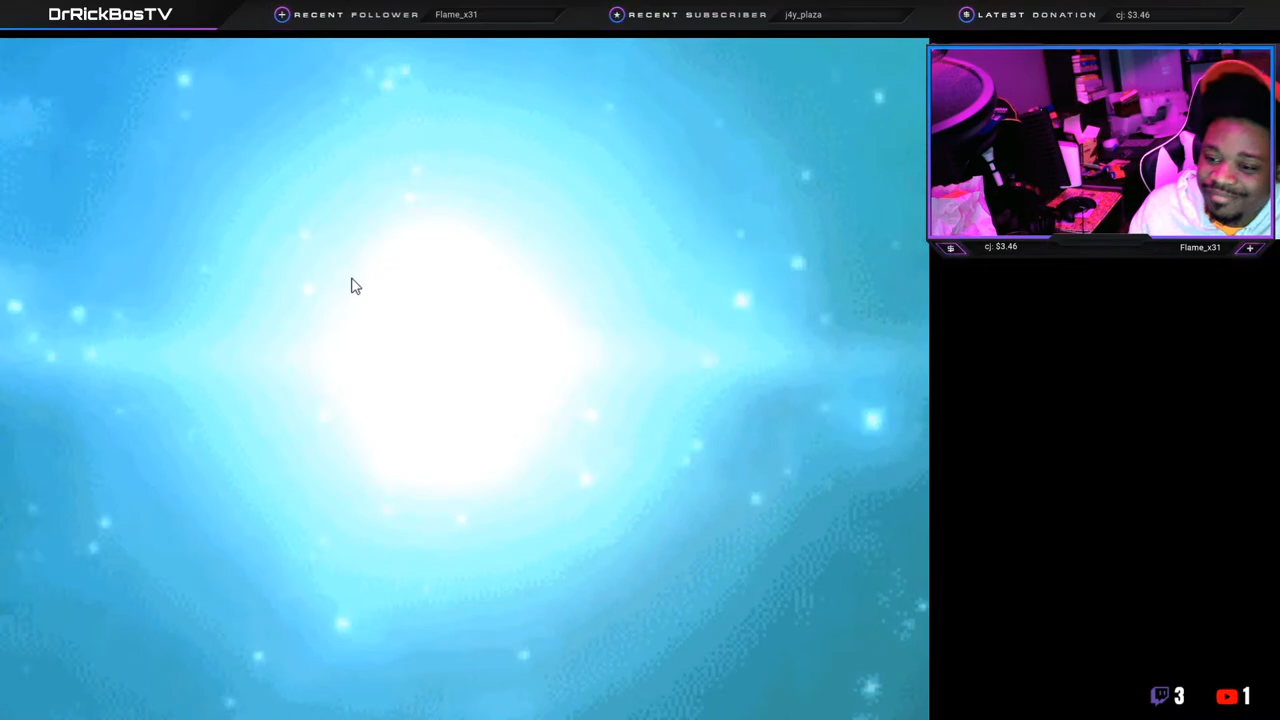 DrRickBosTV
RECENT FOLLOWER Flame_x31
RECENT SUBSCRIBER j4y_plaza
LATEST DONATION cj: $3.46
cj: $3.46
Flame_x31
3
1